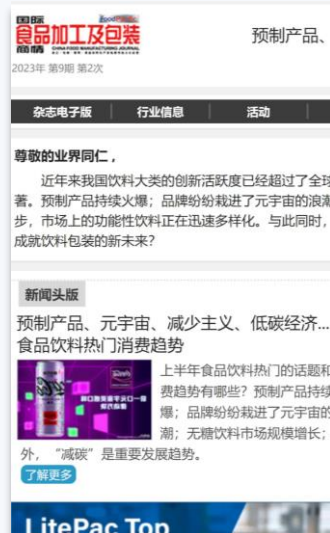 国际
食品加工及包装
商情
CHINA FOOD MANUFACTURING JOURNAL
2023年 第9期 第2次
预制产品、
杂志电子版
行业信息
活动
尊敬的业界同仁，
近年来我国饮料大类的创新活跃度已经超过了全球
著。预制产品持续火爆；品牌纷纷栽进了元宇宙的浪潮
步，市场上的功能性饮料正在迅速多样化。与此同时，
成就饮料包装的新未来？
新闻头版
预制产品、元宇宙、减少主义、低碳经济...
食品饮料热门消费趋势
上半年食品饮料热门的话题和
费趋势有哪些？预制产品持续
爆；品牌纷纷栽进了元宇宙的
潮；无糖饮料市场规模增长；
外，“减碳”是重要发展趋势。
了解更多
LitePac Top